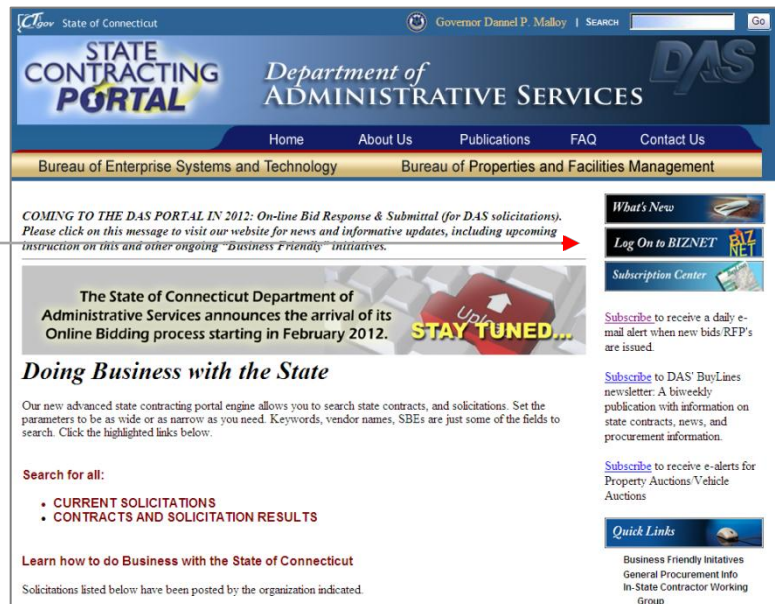 CT.gov State of Connecticut
Governor Dannel P. Malloy | SEARCH Go
STATE CONTRACTING PORTAL
Department of
ADMINISTRATIVE SERVICES
DAS
Home About Us Publications FAQ Contact Us
Bureau of Enterprise Systems and Technology Bureau of Properties and Facilities Management
COMING TO THE DAS PORTAL IN 2012: On-line Bid Response & Submittal (for DAS solicitations).
Please click on this message to visit our website for news and informative updates, including upcoming
instruction on this and other ongoing "Business Friendly" initiatives.
The State of Connecticut Department of
Administrative Services announces the arrival of its
Online Bidding process starting in February 2012.
Upload
STAY TUNED...
Doing Business with the State
Our new advanced state contracting portal engine allows you to search state contracts, and solicitations. Set the
parameters to be as wide or as narrow as you need. Keywords, vendor names, SBEs are just some of the fields to
search. Click the highlighted links below.
Search for all:
• CURRENT SOLICITATIONS
• CONTRACTS AND SOLICITATION RESULTS
Learn how to do Business with the State of Connecticut
Solicitations listed below have been posted by the organization indicated.
What's New
Log On to BIZNET BIZ NET
Subscription Center
Subscribe to receive a daily e-
mail alert when new bids/RFP's
are issued.
Subscribe to DAS' BuyLines
newsletter: A biweekly
publication with information on
state contracts, news, and
procurement information.
Subscribe to receive e-alerts for
Property Auctions/Vehicle
Auctions
Quick Links
Business Friendly Initatives
General Procurement Info
In-State Contractor Working
Group